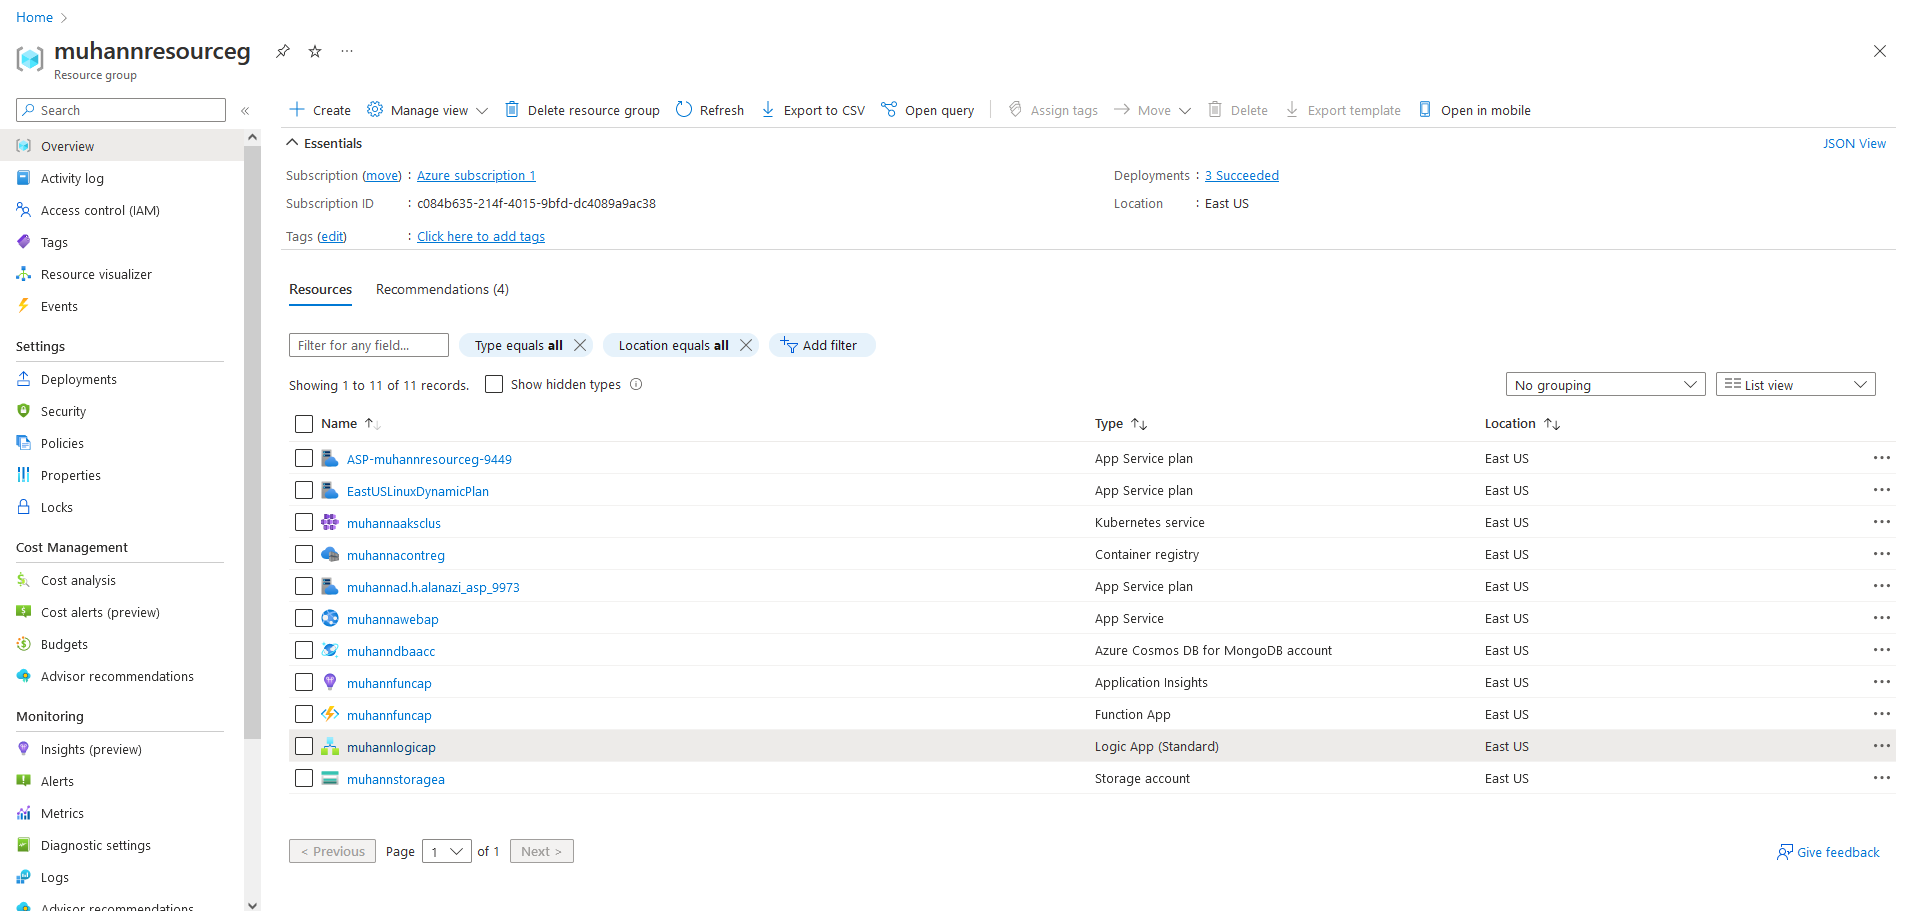 Home
muhannresourceg
Resource group
Search
Create Manage view Delete resource group Refresh Export to CSV Open query Assign tags Move Delete Export template Open in mobile
Overview
Activity log
Access control (IAM)
Tags
Resource visualizer
Events
Settings
Deployments
Security
Policies
Properties
Locks
Cost Management
Cost analysis
Cost alerts (preview)
Budgets
Advisor recommendations
Monitoring
Insights (preview)
Alerts
Metrics
Diagnostic settings
Logs
Advisor recommendations
Essentials JSON View
Subscription (move) : Azure subscription 1 Deployments : 3 Succeeded
Subscription ID : c084b635-214f-4015-9bfd-dc4089a9ac38 Location : East US
Tags (edit) : Click here to add tags
Resources Recommendations (4)
Filter for any field... Type equals all Location equals all Add filter
Showing 1 to 11 of 11 records. Show hidden types No grouping List view
Name Type Location
ASP-muhannresourceg-9449 App Service plan East US
EastUSLinuxDynamicPlan App Service plan East US
muhannaaksclus Kubernetes service East US
muhannacontreg Container registry East US
muhannad.h.alanazi_asp_9973 App Service plan East US
muhannawebap App Service East US
muhanndbaacc Azure Cosmos DB for MongoDB account East US
muhannfuncap Application Insights East US
muhannfuncap Function App East US
muhannlogicap Logic App (Standard) East US
muhannstoragea Storage account East US
< Previous Page 1 of 1 Next > Give feedback